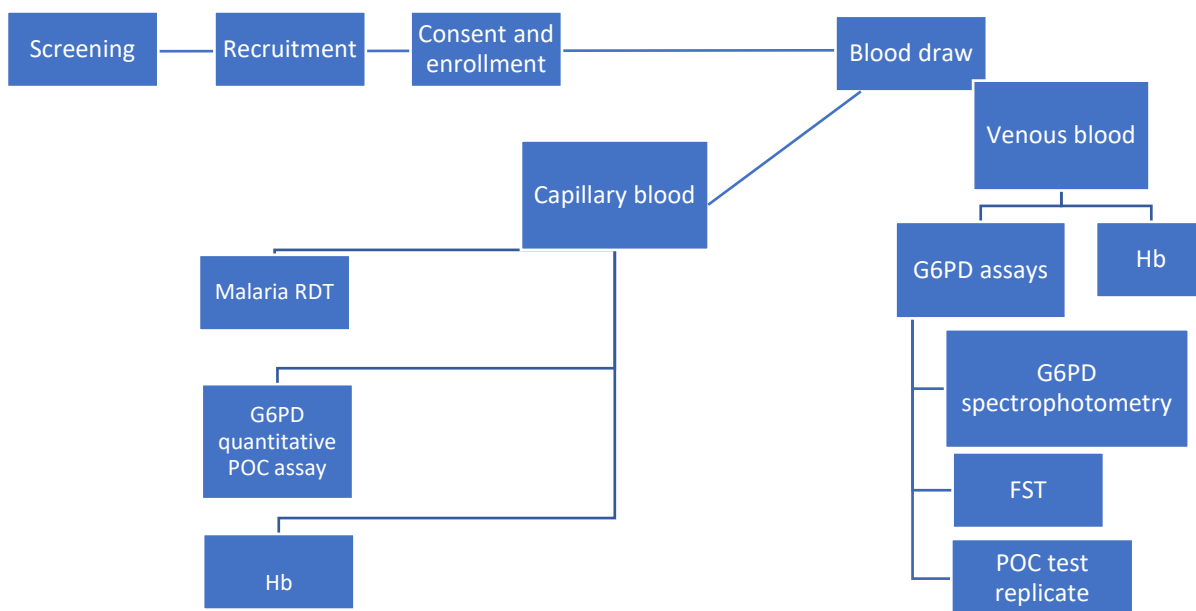 Screening
Recruitment
Consent and
enrollment
Blood draw
Venous blood
Capillary blood
G6PD assays
Hb
Malaria RDT
G6PD
spectrophotometry
G6PD
quantitative
POC assay
FST
Hb
POC test
replicate